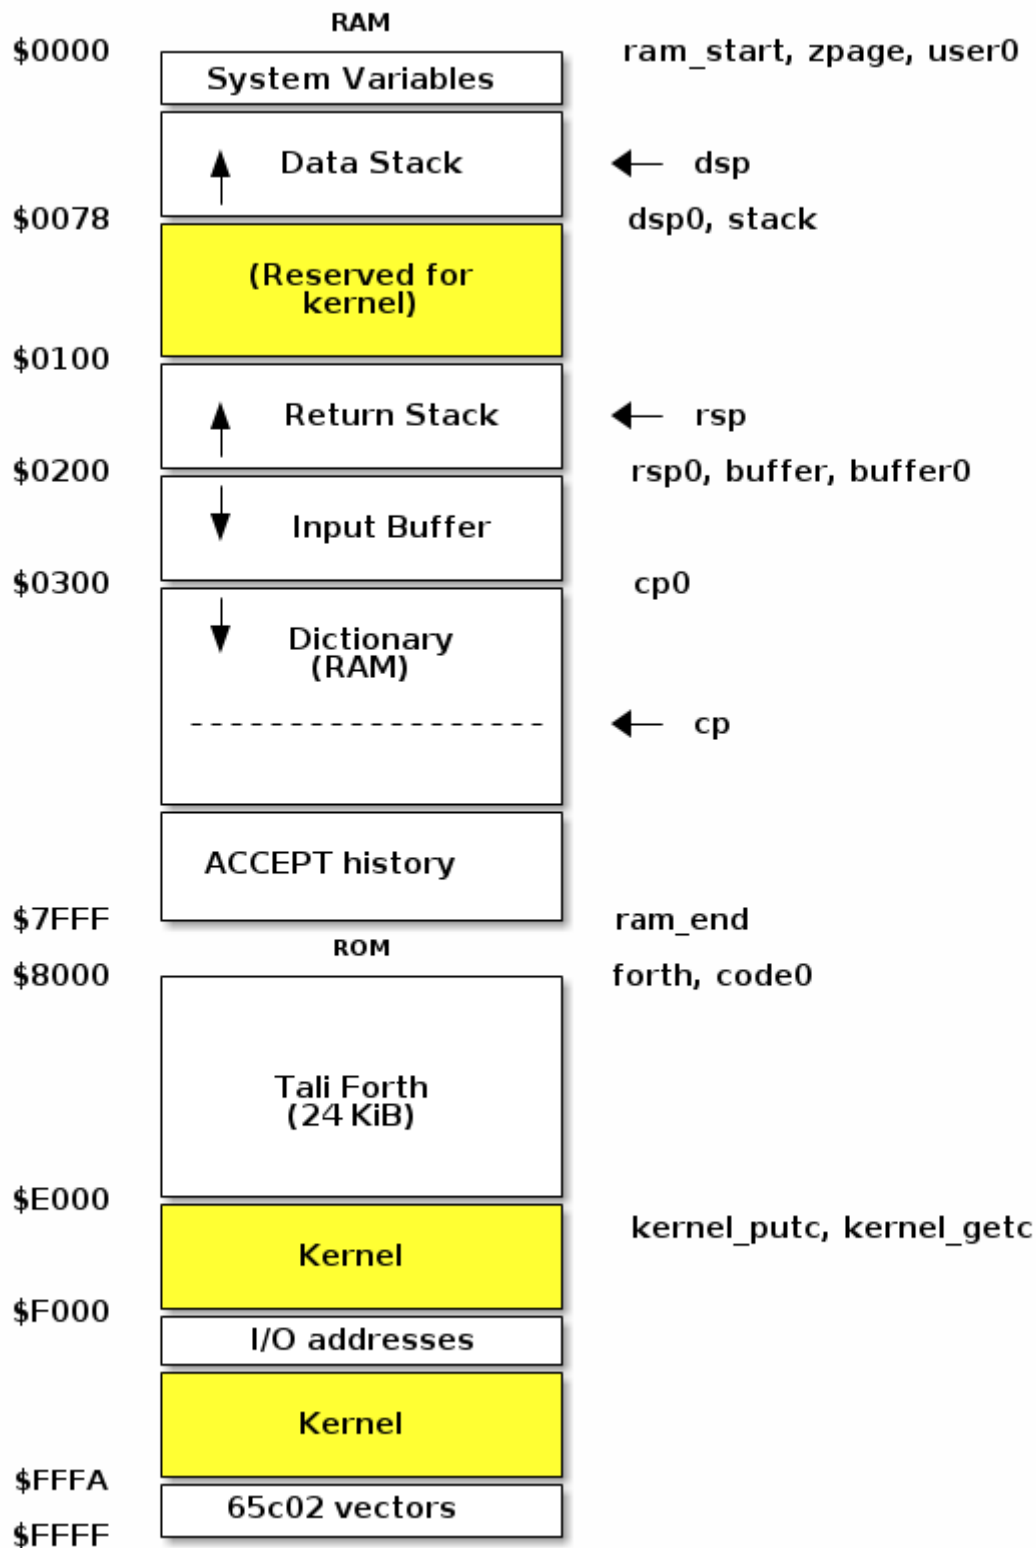 RAM
$0000 ram_start, zpage, user0
System Variables
Data Stack dsp
$0078 dsp0, stack
(Reserved for
kernel)
$0100
Return Stack rsp
$0200 rsp0, buffer, buffer0
Input Buffer
$0300 cp0
Dictionary
(RAM)
cp
ACCEPT history
$7FFF ram_end
ROM
$8000 forth, code0
Tali Forth
(24 KiB)
$E000
kernel_putc, kernel_getc
Kernel
$F000
I/O addresses
Kernel
$FFFA
65c02 vectors
$FFFF